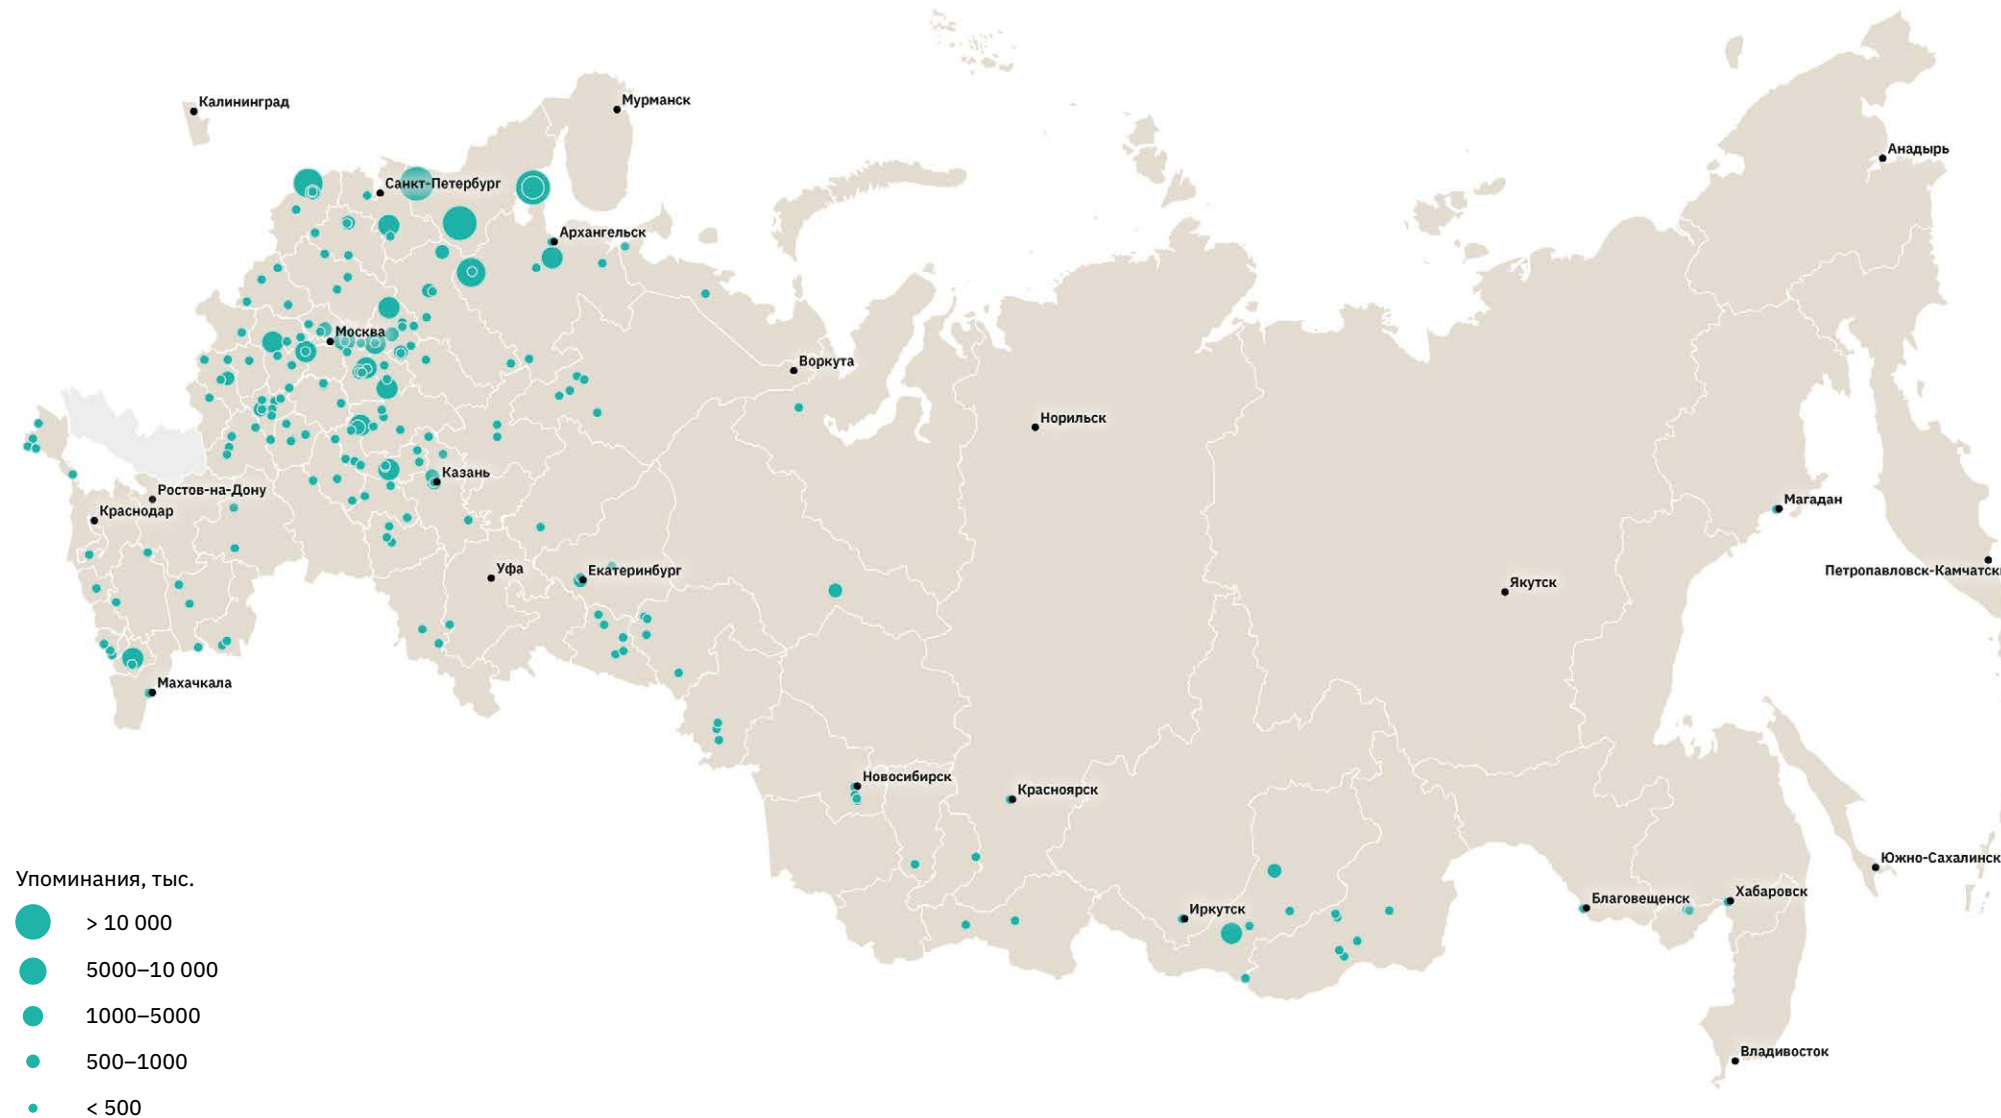 Калининград
Мурманск
Анадырь
Санкт-Петербург
Архангельск
Москва
Воркута
Норильск
Казань
Ростов-на-Дону
Краснодар
Магадан
Уфа
Екатеринбург
Петропавловск-Камчатск
Якутск
Махачкала
Новосибирск
Красноярск
Южно-Сахалинск
Иркутск
Благовещенск
Хабаровск
Владивосток
Упоминания, тыс.
> 10 000
5000–10 000
1000–5000
500–1000
< 500